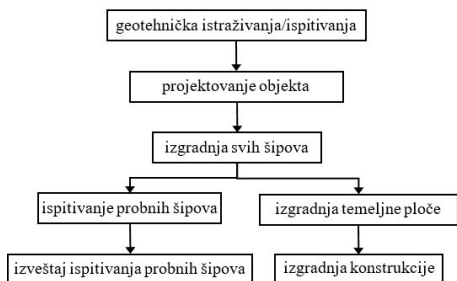 geotehnička istraživanja/ispitivanja
projektovanje objekta
izgradnja svih šipova
ispitivanje probnih šipova
izgradnja temeljne ploče
izveštaj ispitivanja probnih šipova
izgradnja konstrukcije